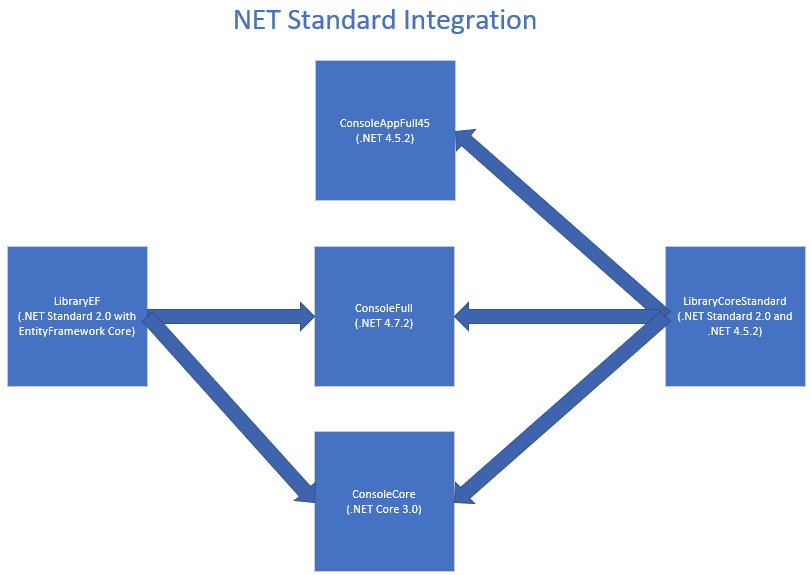 NET Standard Integration
ConsoleAppFull45
(.NET 4.5.2)
LibraryEF
(.NET Standard 2.0 with
EntityFramework Core)
ConsoleFull
(.NET 4.7.2)
LibraryCoreStandard
(.NET Standard 2.0 and
.NET 4.5.2)
ConsoleCore
(.NET Core 3.0)